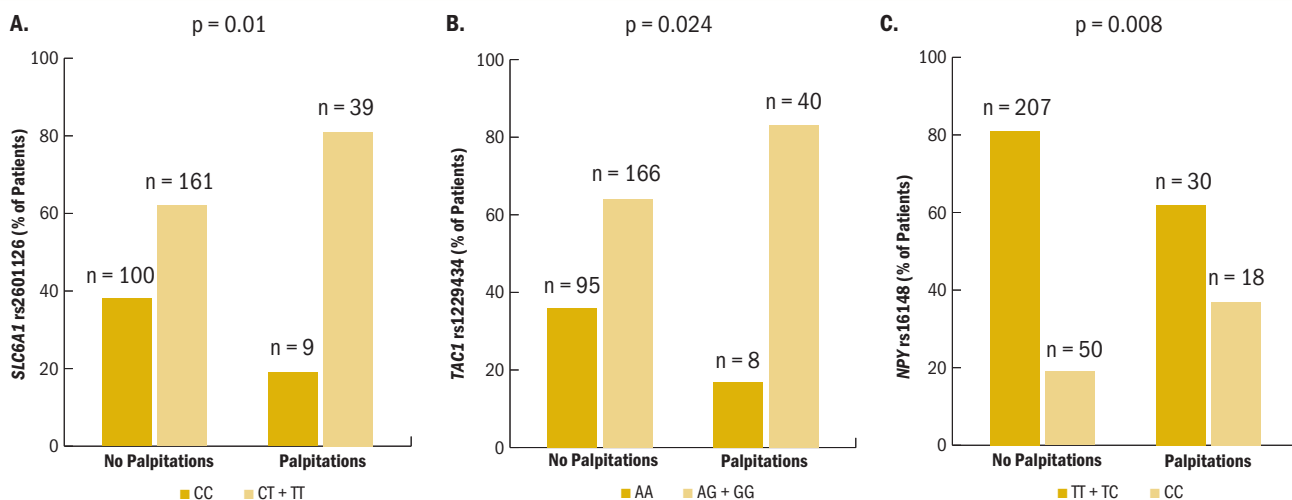 A.
p = 0.01
SLC6A1 rs2601126 (% of Patients)
100
80
60
40
20
0
n = 100
n = 161
n = 9
n = 39
No Palpitations
Palpitations
CC
CT + TT
B.
p = 0.024
TAC1 rs1229434 (% of Patients)
100
80
60
40
20
0
n = 95
n = 166
n = 8
n = 40
No Palpitations
Palpitations
AA
AG + GG
C.
p = 0.008
NPY rs16148 (% of Patients)
100
80
60
40
20
0
n = 207
n = 50
n = 30
n = 18
No Palpitations
Palpitations
TT + TC
CC